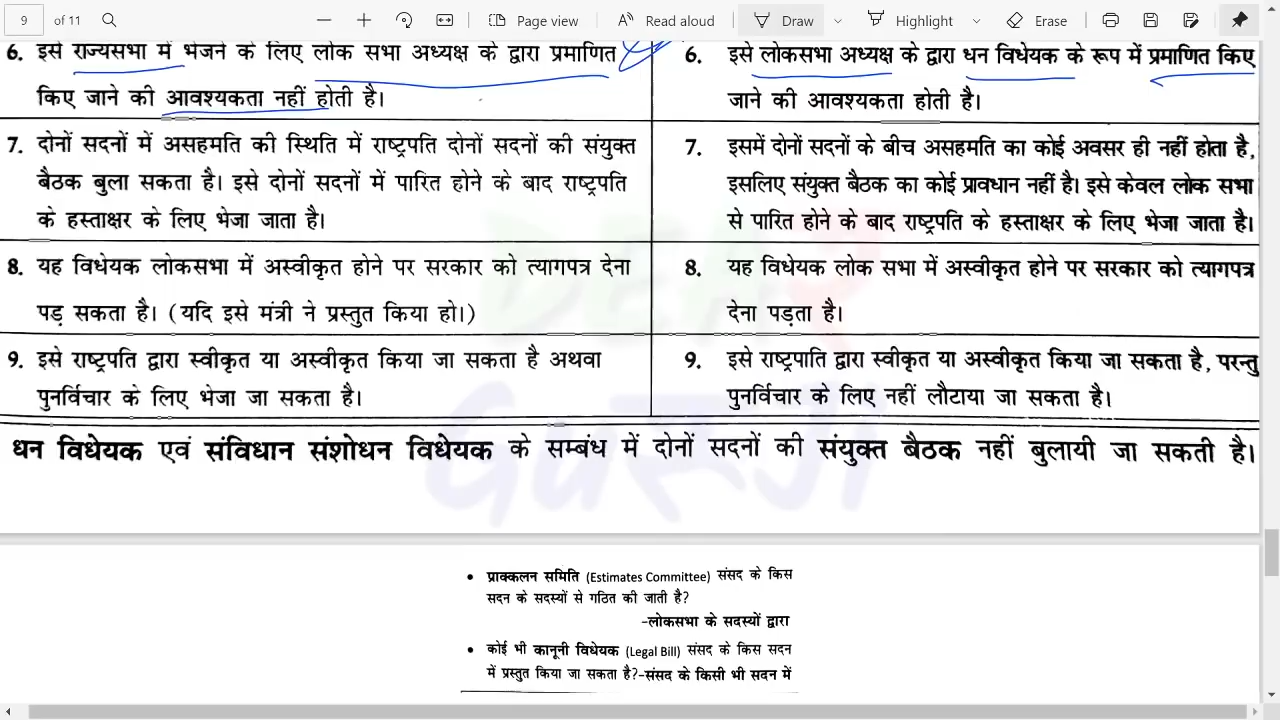 9 of 11 Page view Read aloud Draw Highlight Erase
6. इसे राज्यसभा में भेजने के लिए लोक सभा अध्यक्ष के द्वारा प्रमाणित
किए जाने की आवश्यकता नहीं होती है।
6. इसे लोकसभा अध्यक्ष के द्वारा धन विधेयक के रूप में प्रमाणित किए
जाने की आवश्यकता होती है।
7. दोनों सदनों में असहमति की स्थिति में राष्ट्रपति दोनों सदनों की संयुक्त
बैठक बुला सकता है। इसे दोनों सदनों में पारित होने के बाद राष्ट्रपति
के हस्ताक्षर के लिए भेजा जाता है।
7. इसमें दोनों सदनों के बीच असहमति का कोई अवसर ही नहीं होता है,
इसलिए संयुक्त बैठक का कोई प्रावधान नहीं है। इसे केवल लोक सभा
से पारित होने के बाद राष्ट्रपति के हस्ताक्षर के लिए भेजा जाता है।
8. यह विधेयक लोकसभा में अस्वीकृत होने पर सरकार को त्यागपत्र देना
पड़ सकता है। (यदि इसे मंत्री ने प्रस्तुत किया हो।)
8. यह विधेयक लोक सभा में अस्वीकृत होने पर सरकार को त्यागपत्र
देना पड़ता है।
9. इसे राष्ट्रपति द्वारा स्वीकृत या अस्वीकृत किया जा सकता है अथवा
पुनर्विचार के लिए भेजा जा सकता है।
9. इसे राष्ट्रपाति द्वारा स्वीकृत या अस्वीकृत किया जा सकता है, परन्तु
पुनर्विचार के लिए नहीं लौटाया जा सकता है।
धन विधेयक एवं संविधान संशोधन विधेयक के सम्बंध में दोनों सदनों की संयुक्त बैठक नहीं बुलायी जा सकती है।
GURUJI
• प्राक्कलन समिति (Estimates Committee) संसद के किस
सदन के सदस्यों से गठित की जाती है?
-लोकसभा के सदस्यों द्वारा
• कोई भी कानूनी विधेयक (Legal Bill) संसद के किस सदन
में प्रस्तुत किया जा सकता है?-संसद के किसी भी सदन में